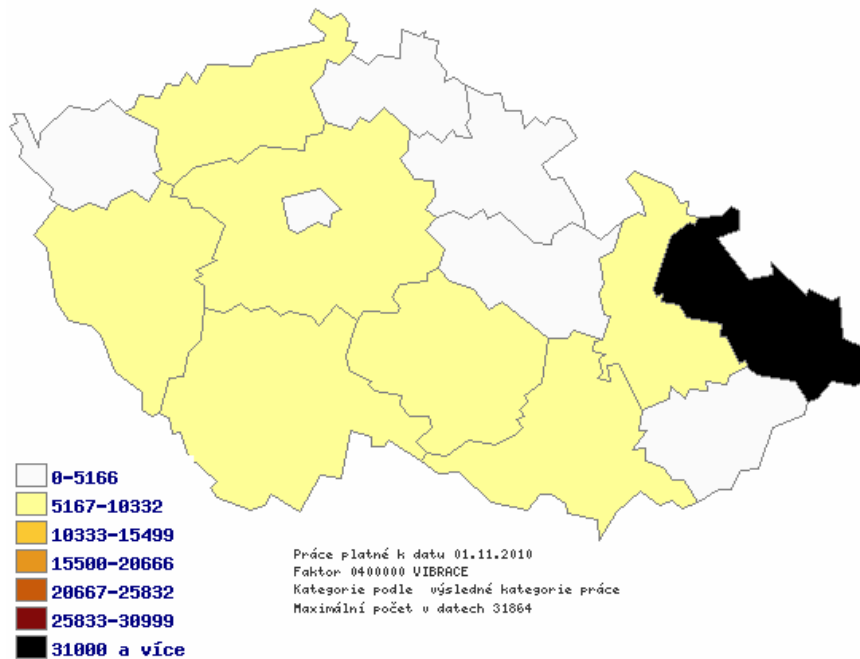 0-5166
5167-10332
10333-15499
15500-20666
20667-25832
25833-30999
31000 a více
Práce platné k datu 01.11.2010
Faktor 0400000 VIBRACE
Kategorie podle výsledné kategorie práce
Maximální počet v datech 31864